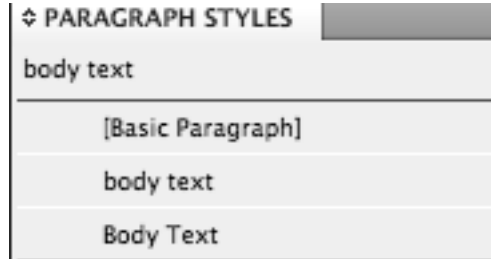 PARAGRAPH STYLES
body text
[Basic Paragraph]
body text
Body Text